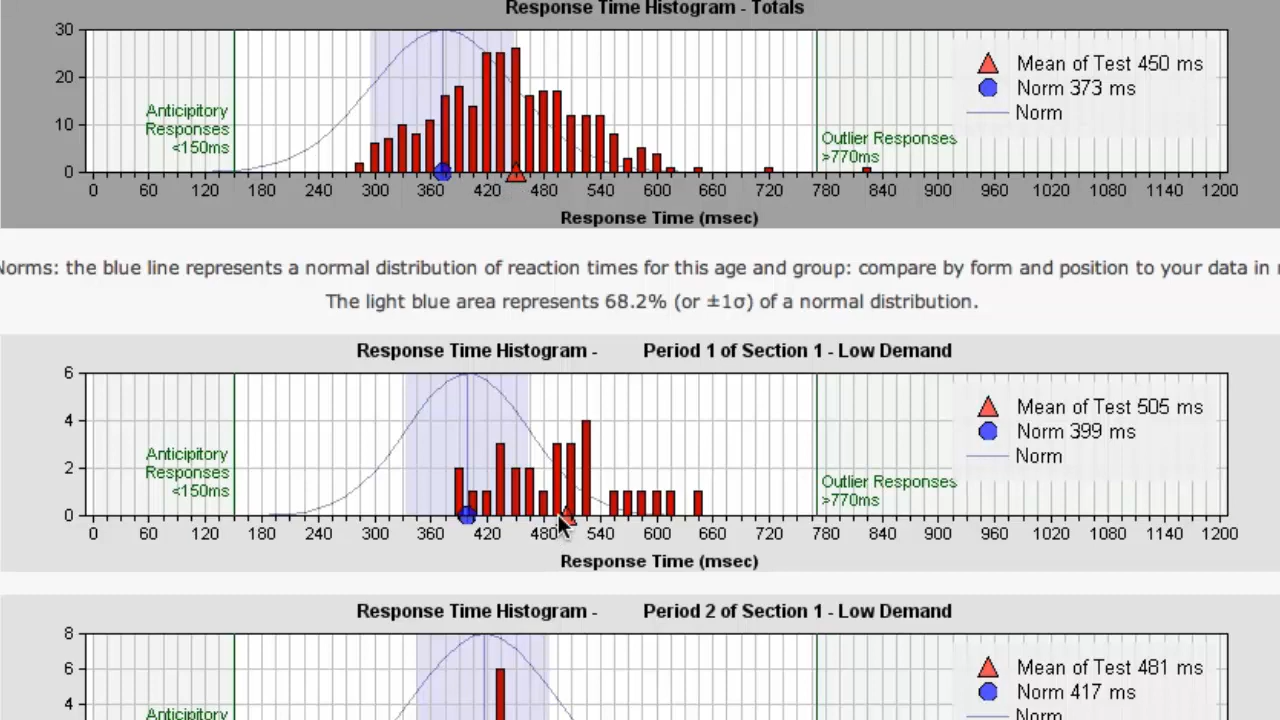 Response Time Histogram - Totals
30
20
10
0
Anticipitory
Responses
<150ms
Outlier Responses
>770ms
Mean of Test 450 ms
Norm 373 ms
Norm
0 60 120 180 240 300 360 420 480 540 600 660 720 780 840 900 960 1020 1080 1140 1200
Response Time (msec)
Norms: the blue line represents a normal distribution of reaction times for this age and group: compare by form and position to your data in
The light blue area represents 68.2% (or ±1σ) of a normal distribution.
Response Time Histogram - Period 1 of Section 1 - Low Demand
6
4
2
0
Anticipitory
Responses
<150ms
Outlier Responses
>770ms
Mean of Test 505 ms
Norm 399 ms
Norm
0 60 120 180 240 300 360 420 480 540 600 660 720 780 840 900 960 1020 1080 1140 1200
Response Time (msec)
Response Time Histogram - Period 2 of Section 1 - Low Demand
8
6
4
Anticipitory
Mean of Test 481 ms
Norm 417 ms
Norm